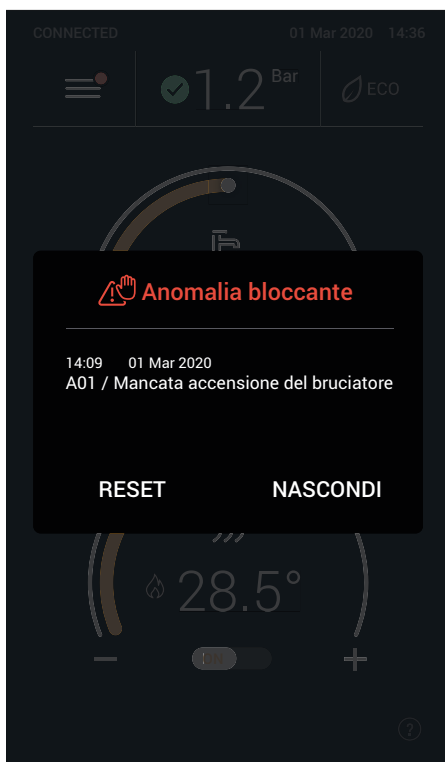 CONNECTED 01 Mar 2020 14:36
1.2 Bar ECO
Anomalia bloccante
14:09 01 Mar 2020
A01 / Mancata accensione del bruciatore
RESET NASCONDI
28.5°
− ON +
?